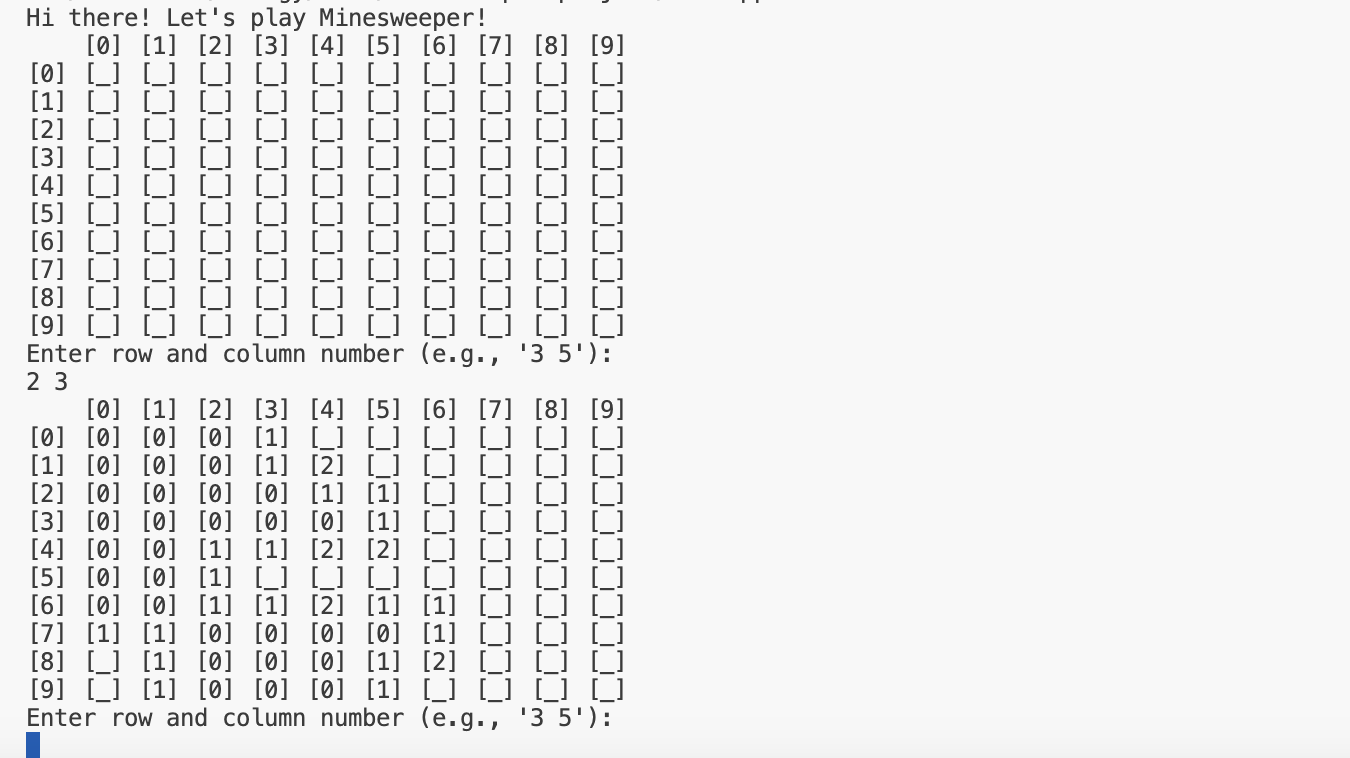 Hi there! Let's play Minesweeper!
    [0] [1] [2] [3] [4] [5] [6] [7] [8] [9]
[0] [_] [_] [_] [_] [_] [_] [_] [_] [_] [_]
[1] [_] [_] [_] [_] [_] [_] [_] [_] [_] [_]
[2] [_] [_] [_] [_] [_] [_] [_] [_] [_] [_]
[3] [_] [_] [_] [_] [_] [_] [_] [_] [_] [_]
[4] [_] [_] [_] [_] [_] [_] [_] [_] [_] [_]
[5] [_] [_] [_] [_] [_] [_] [_] [_] [_] [_]
[6] [_] [_] [_] [_] [_] [_] [_] [_] [_] [_]
[7] [_] [_] [_] [_] [_] [_] [_] [_] [_] [_]
[8] [_] [_] [_] [_] [_] [_] [_] [_] [_] [_]
[9] [_] [_] [_] [_] [_] [_] [_] [_] [_] [_]
Enter row and column number (e.g., '3 5'):
2 3
    [0] [1] [2] [3] [4] [5] [6] [7] [8] [9]
[0] [0] [0] [0] [1] [_] [_] [_] [_] [_] [_]
[1] [0] [0] [0] [1] [2] [_] [_] [_] [_] [_]
[2] [0] [0] [0] [0] [1] [1] [_] [_] [_] [_]
[3] [0] [0] [0] [0] [0] [1] [_] [_] [_] [_]
[4] [0] [0] [1] [1] [2] [2] [_] [_] [_] [_]
[5] [0] [0] [1] [_] [_] [_] [_] [_] [_] [_]
[6] [0] [0] [1] [1] [2] [1] [1] [_] [_] [_]
[7] [1] [1] [0] [0] [0] [0] [1] [_] [_] [_]
[8] [_] [1] [0] [0] [0] [1] [2] [_] [_] [_]
[9] [_] [1] [0] [0] [0] [1] [_] [_] [_] [_]
Enter row and column number (e.g., '3 5'):